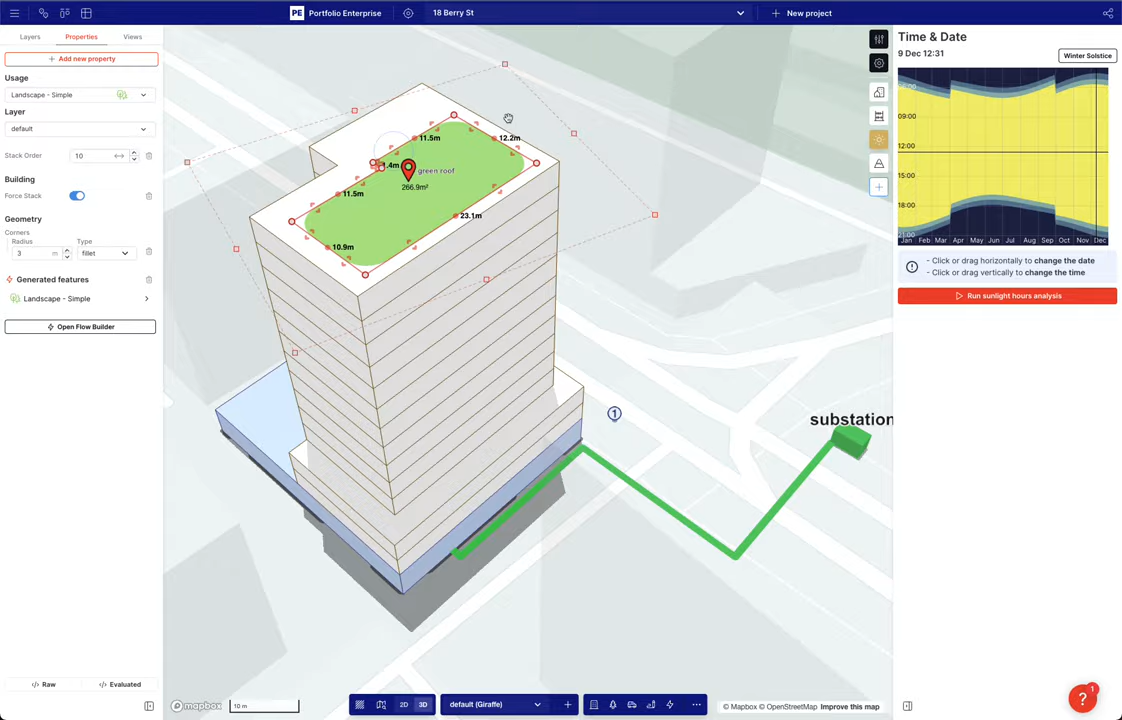 PE Portfolio Enterprise
18 Berry St
New project
Layers
Properties
Views
Add new property
Usage
Landscape - Simple
Layer
default
Stack Order
10
Building
Force Stack
Geometry
Corners
Radius
Type
3
m
fillet
Generated features
Landscape - Simple
Open Flow Builder
Raw
Evaluated
11.5m
12.2m
1.4m
green roof
266.9m²
11.5m
23.1m
10.9m
1
substation
mapbox
10 m
2D
3D
default (Giraffe)
© Mapbox © OpenStreetMap Improve this map
Time & Date
9 Dec 12:31
Winter Solstice
09:00
12:00
15:00
18:00
21:00
Jan Feb Mar Apr May Jun Jul Aug Sep Oct Nov Dec
- Click or drag horizontally to change the date
- Click or drag vertically to change the time
Run sunlight hours analysis
?
1